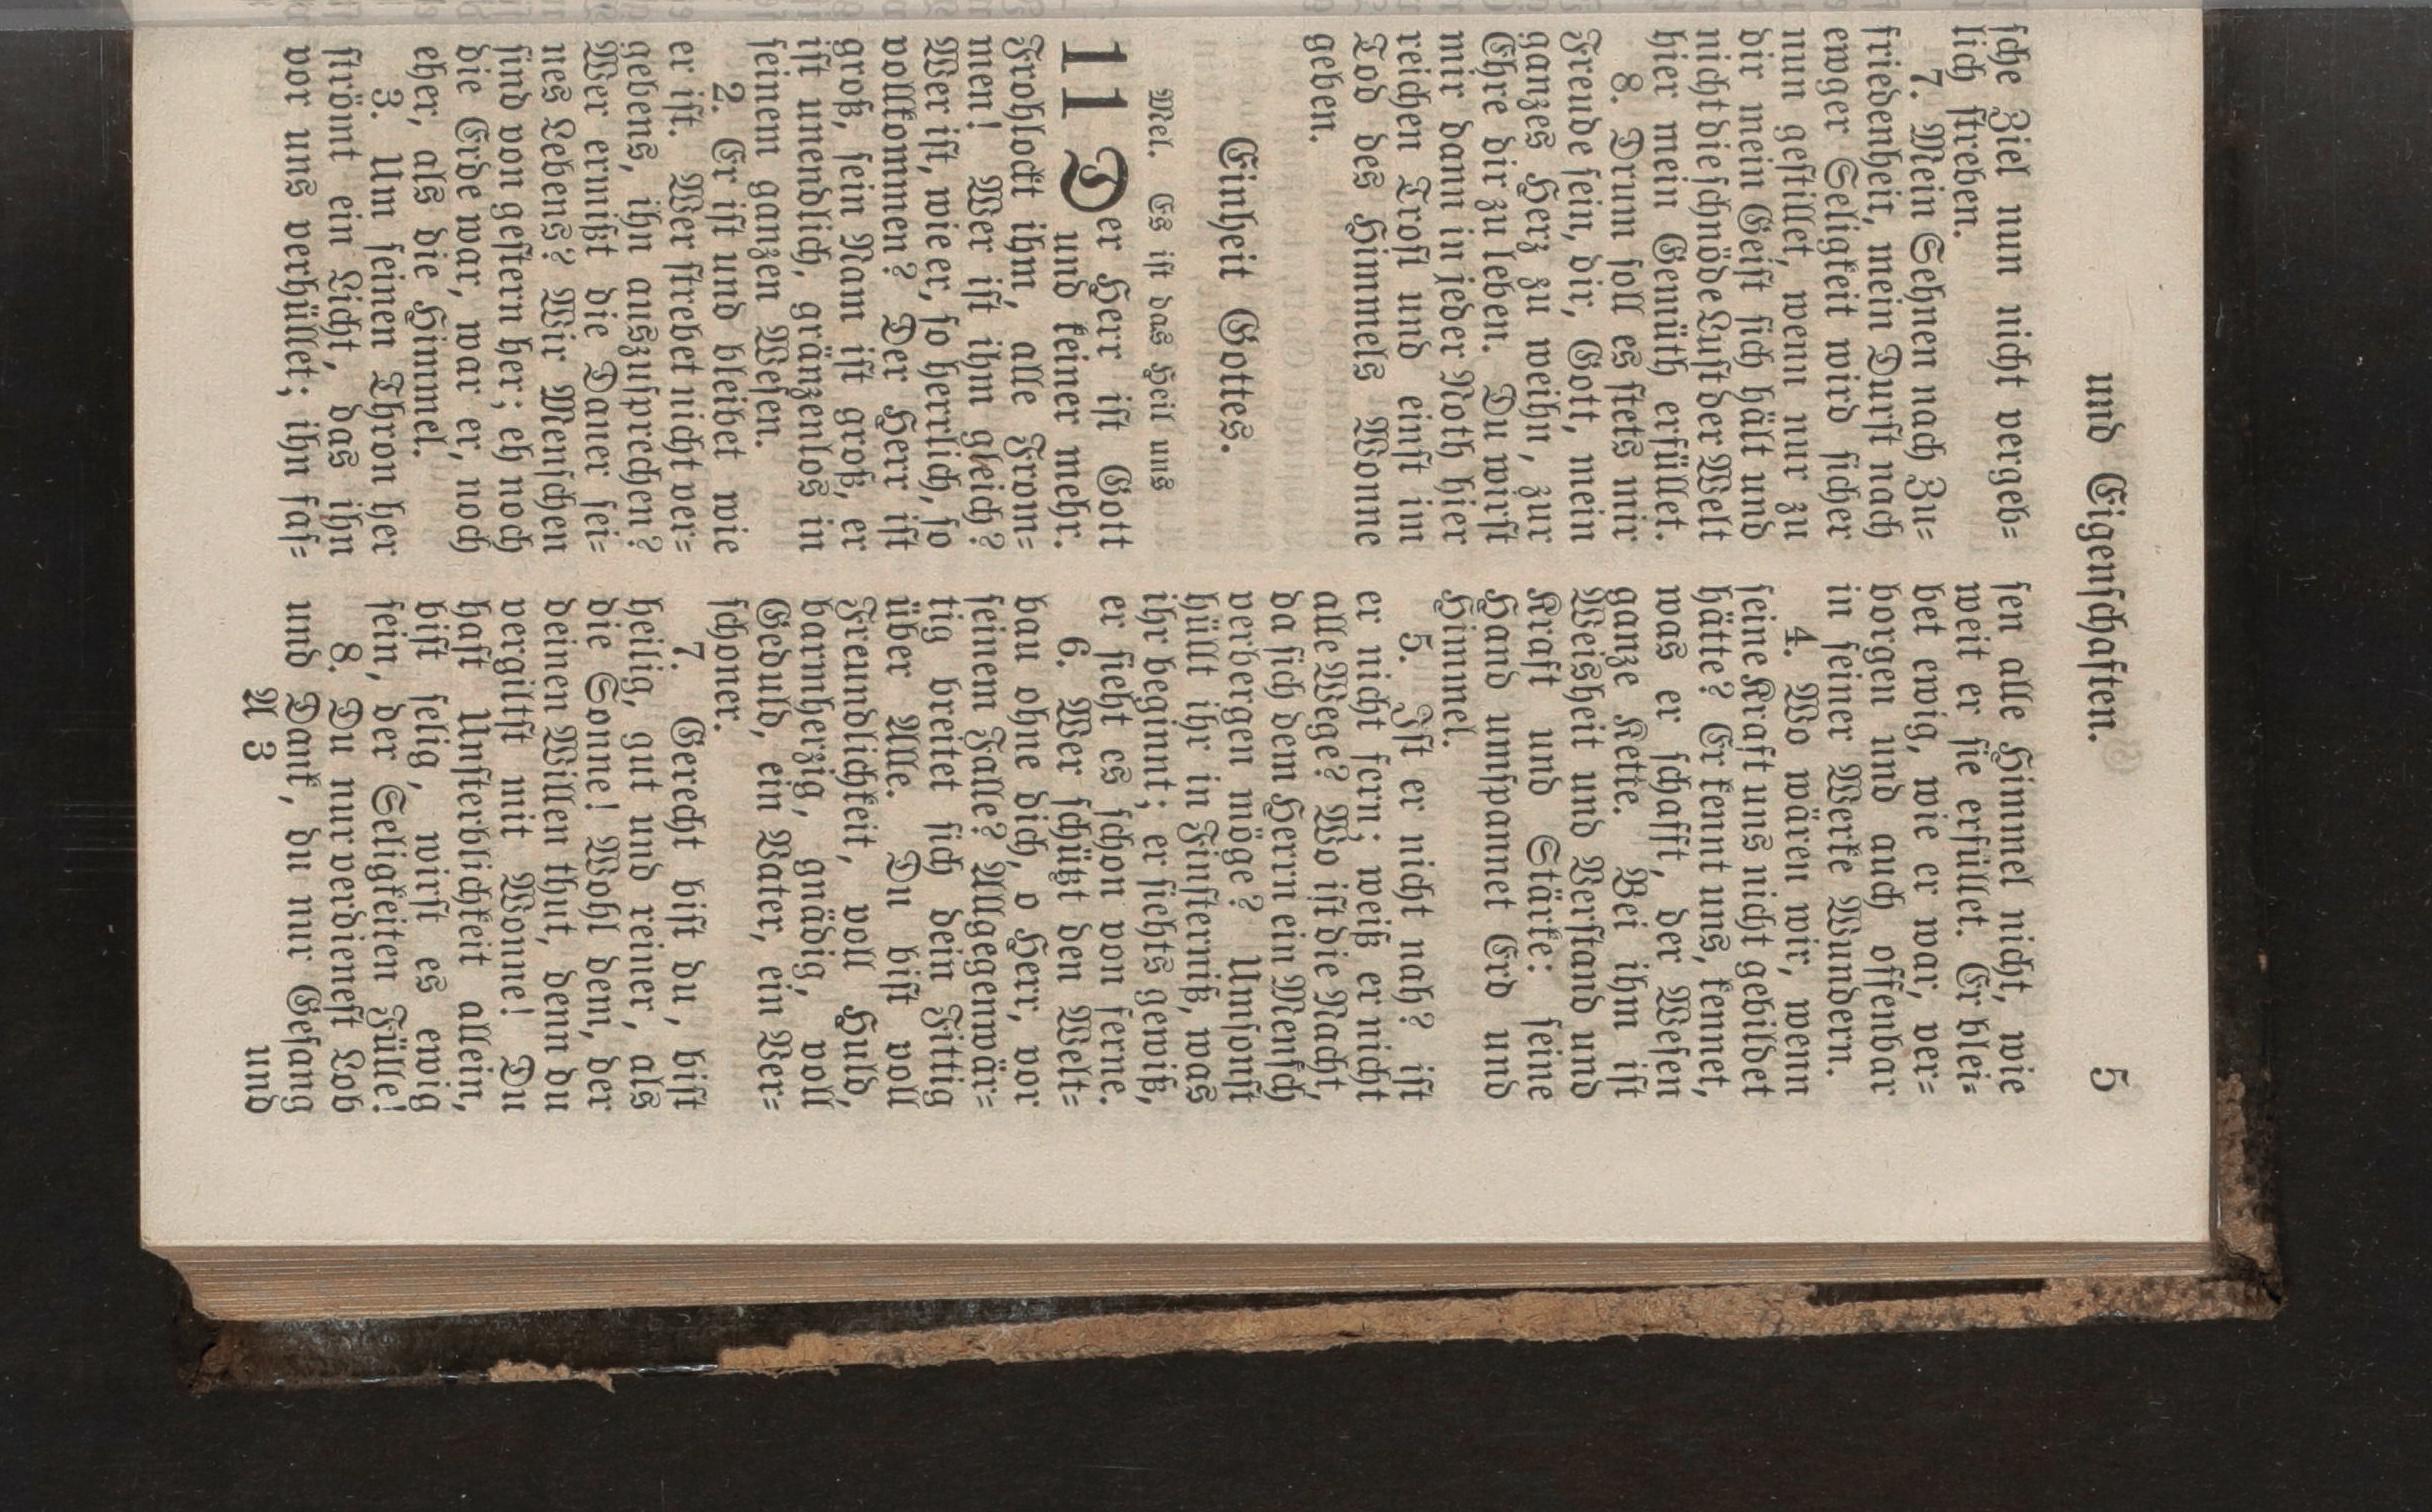 und Eigenschaften. 5
sche Ziel nun nicht vergeb=
lich streben.
7. Mein Sehnen nach Zu=
friedenheit, mein Durst nach
ewger Seligkeit wird sicher
nun gestillet, wenn nur zu
dir mein Geist sich hält und
nicht die schnöde Lust der Welt
hier mein Gemüth erfüllet.
8. Drum soll es stets mir
Freude sein, dir, Gott, mein
ganzes Herz zu weihn, zur
Ehre dir zu leben. Du wirst
mir dann in jeder Noth hier
reichen Trost und einst im
Tod des Himmels Wonne
geben.
Einheit Gottes.
Mel. Es ist das Heil uns
11 Der Herr ist Gott
und keiner mehr.
Frohlockt ihm, alle From=
men! Wer ist ihm gleich?
Wer ist, wie er, so herrlich, so
vollkommen? Der Herr ist
groß, sein Nam ist groß, er
ist unendlich, gränzenlos in
seinem ganzen Wesen.
2. Er ist und bleibet wie
er ist. Wer strebet nicht ver=
gebens, ihn auszusprechen?
Wer ermißt die Dauer sei=
nes Lebens? Wir Menschen
sind von gestern her; eh noch
die Erde war, war er, noch
eher, als die Himmel.
3. Um seinen Thron her
strömt ein Licht, das ihn
vor uns verhüllet; ihn fas=
sen alle Himmel nicht, wie
weit er sie erfüllet. Er blei=
bet ewig, wie er war, ver=
borgen und auch offenbar
in seiner Werke Wundern.
4. Wo wären wir, wenn
seine Kraft uns nicht gebildet
hätte? Er kennt uns, kennet,
was er schafft, der Wesen
ganze Kette. Bei ihm ist
Weisheit und Verstand und
Kraft und Stärke: seine
Hand umspannet Erd und
Himmel.
5. Ist er nicht nah? ist
er nicht fern; weiß er nicht
alle Wege? Wo ist die Nacht,
da sich dem Herrn ein Mensch
verbergen möge? Umsonst
hüllt ihr in Finsterniß, was
ihr beginnt; er siehts gewiß,
er sieht es schon von ferne.
6. Wer schützt den Welt=
bau ohne dich, o Herr, vor
seinem Falle? Allgegenwär=
tig breitet sich dein Fittig
über Alle. Du bist voll
Freundlichkeit, voll Huld,
barmherzig, gnädig, voll
Geduld, ein Vater, ein Ver=
schoner.
7. Gerecht bist du, bist
heilig, gut und reiner, als
die Sonne! Wohl dem, der
deinen Willen thut, denn du
vergiltst mit Wonne! Du
hast Unsterblichkeit allein,
bist selig, wirst es ewig
sein, der Seligkeiten Fülle!
8. Du nur verdienest Lob
und Dank, du nur Gesang
A 3 und